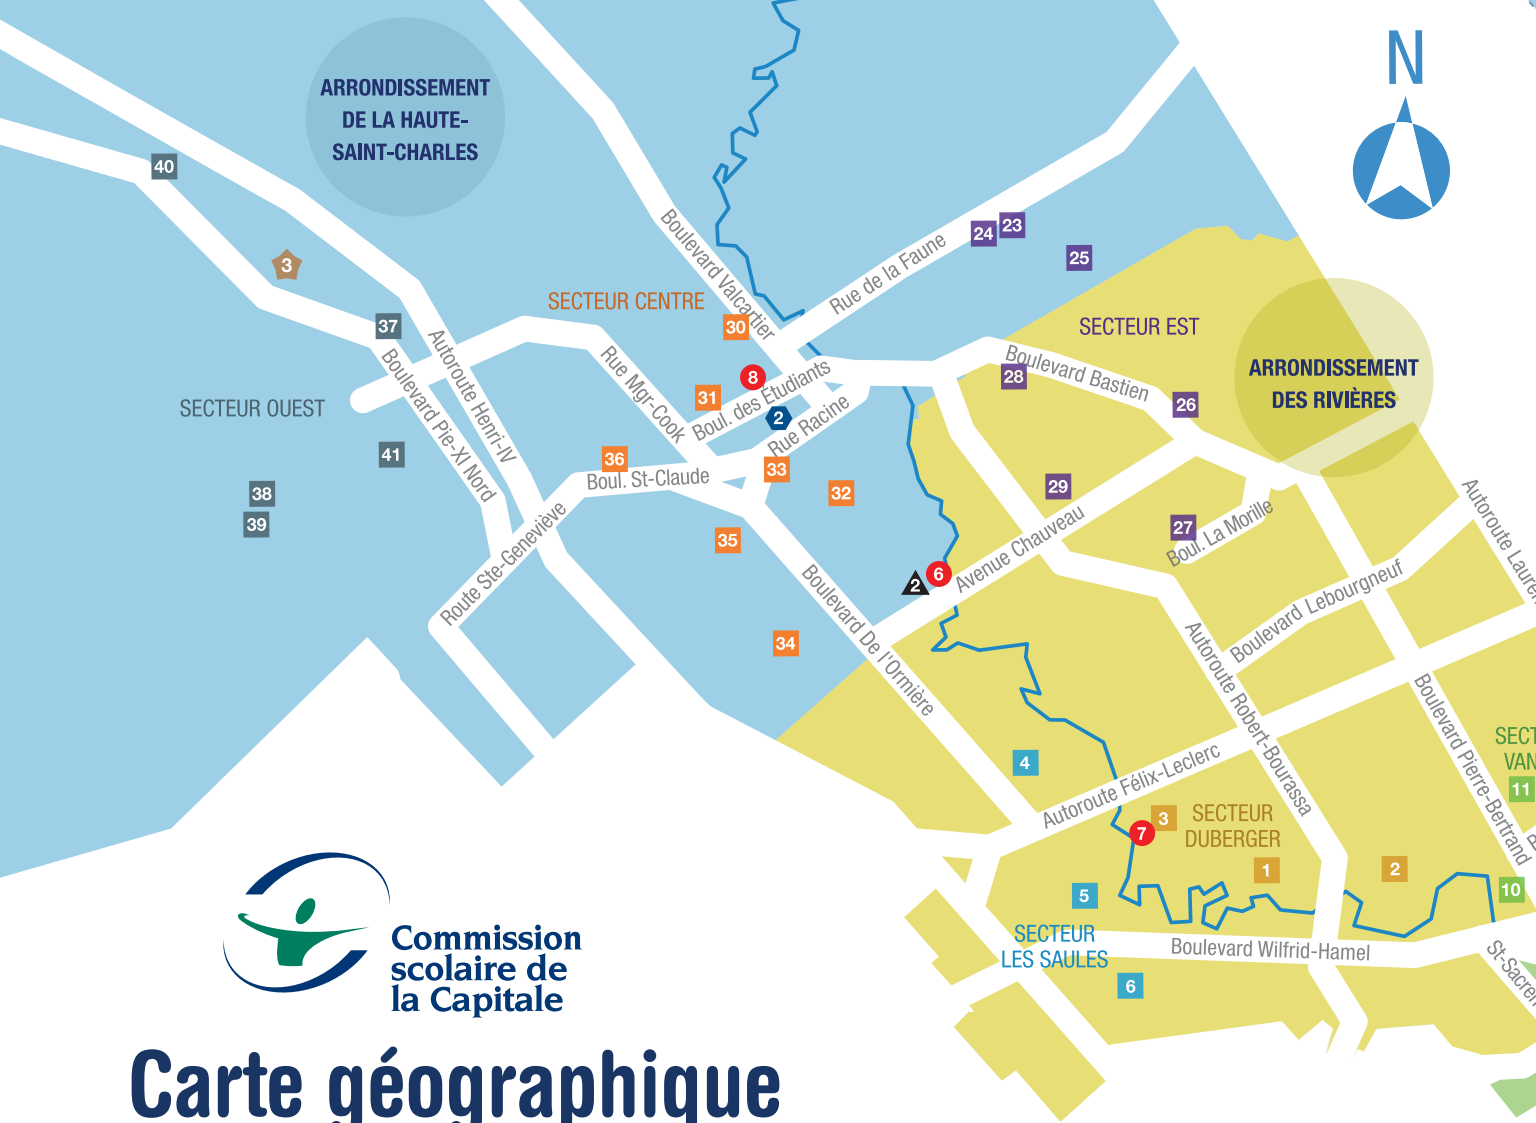 N
ARRONDISSEMENT
DE LA HAUTE-
SAINT-CHARLES
40
3
37
SECTEUR OUEST
41
38
39
Boulevard Pie-XI Nord
Autoroute Henri-IV
Route Ste-Geneviève
SECTEUR CENTRE
Boulevard Valcartier
30
8
31
Boul. des Étudiants
2
Rue Racine
Rue Mgr-Cook
36
Boul. St-Claude
33
32
35
34
Boulevard De l'Ormière
Rue de la Faune
24
23
25
SECTEUR EST
ARRONDISSEMENT
DES RIVIÈRES
Boulevard Bastien
28
26
29
27
Boul. La Morille
Avenue Chauveau
2
6
Boulevard Lebourgneuf
Autoroute Robert-Bourassa
Autoroute Félix-Leclerc
Boulevard Pierre-Bertrand
Autoroute
4
7
3
SECTEUR
DUBERGER
1
2
5
SECTEUR
LES SAULES
6
Boulevard Wilfrid-Hamel
11
10
Commission
scolaire de
la Capitale
Carte géographique